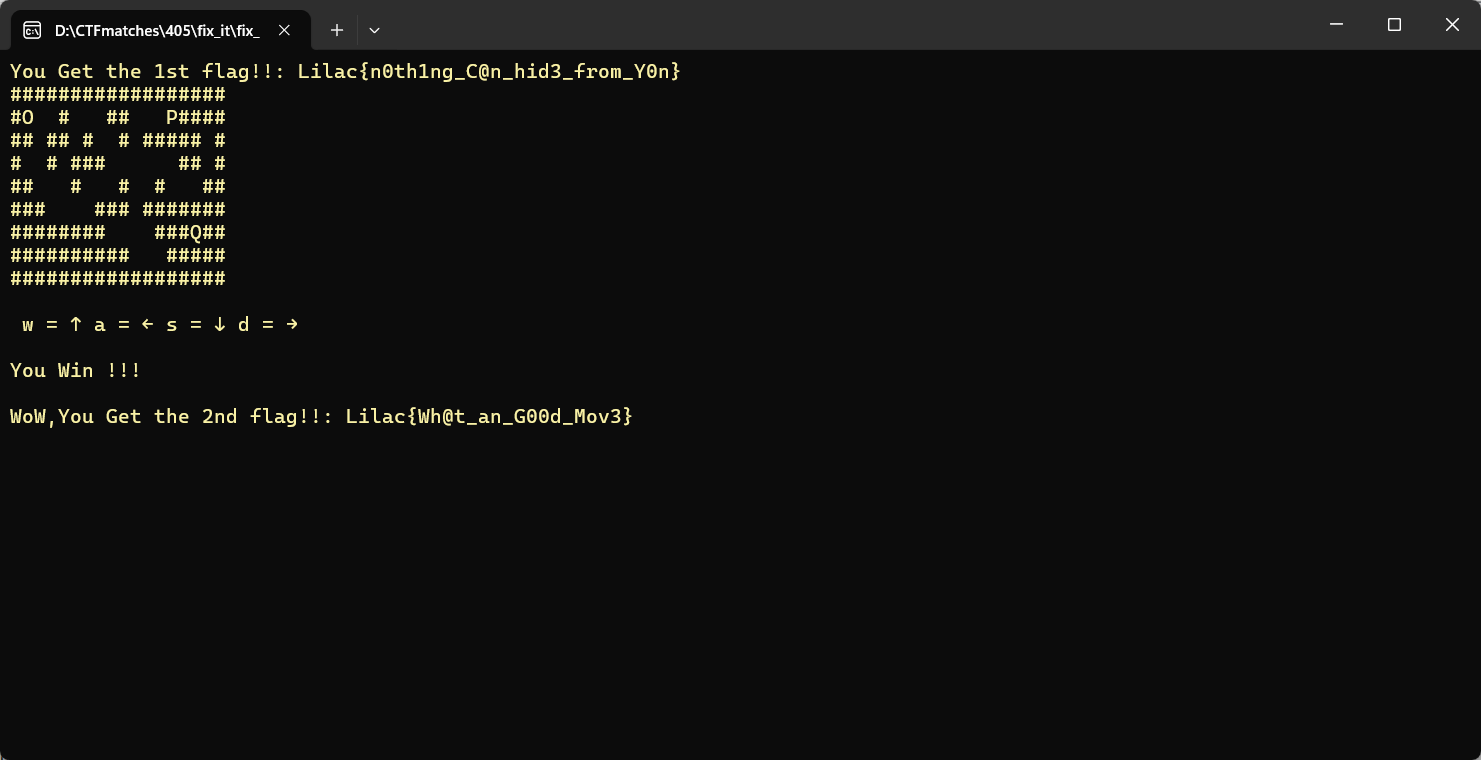 D:\CTFmatches\405\fix_it\fix_
You Get the 1st flag!!: Lilac{n0th1ng_C@n_hid3_from_Y0n}
##################
#O  #   ##   P####
## ## #  # ##### #
#  # ###      ## #
##   #   #  #   ##
###    ### #######
########    ###Q##
##########   #####
##################
 w = ↑ a = ← s = ↓ d = →
You Win !!!
WoW,You Get the 2nd flag!!: Lilac{Wh@t_an_G00d_Mov3}